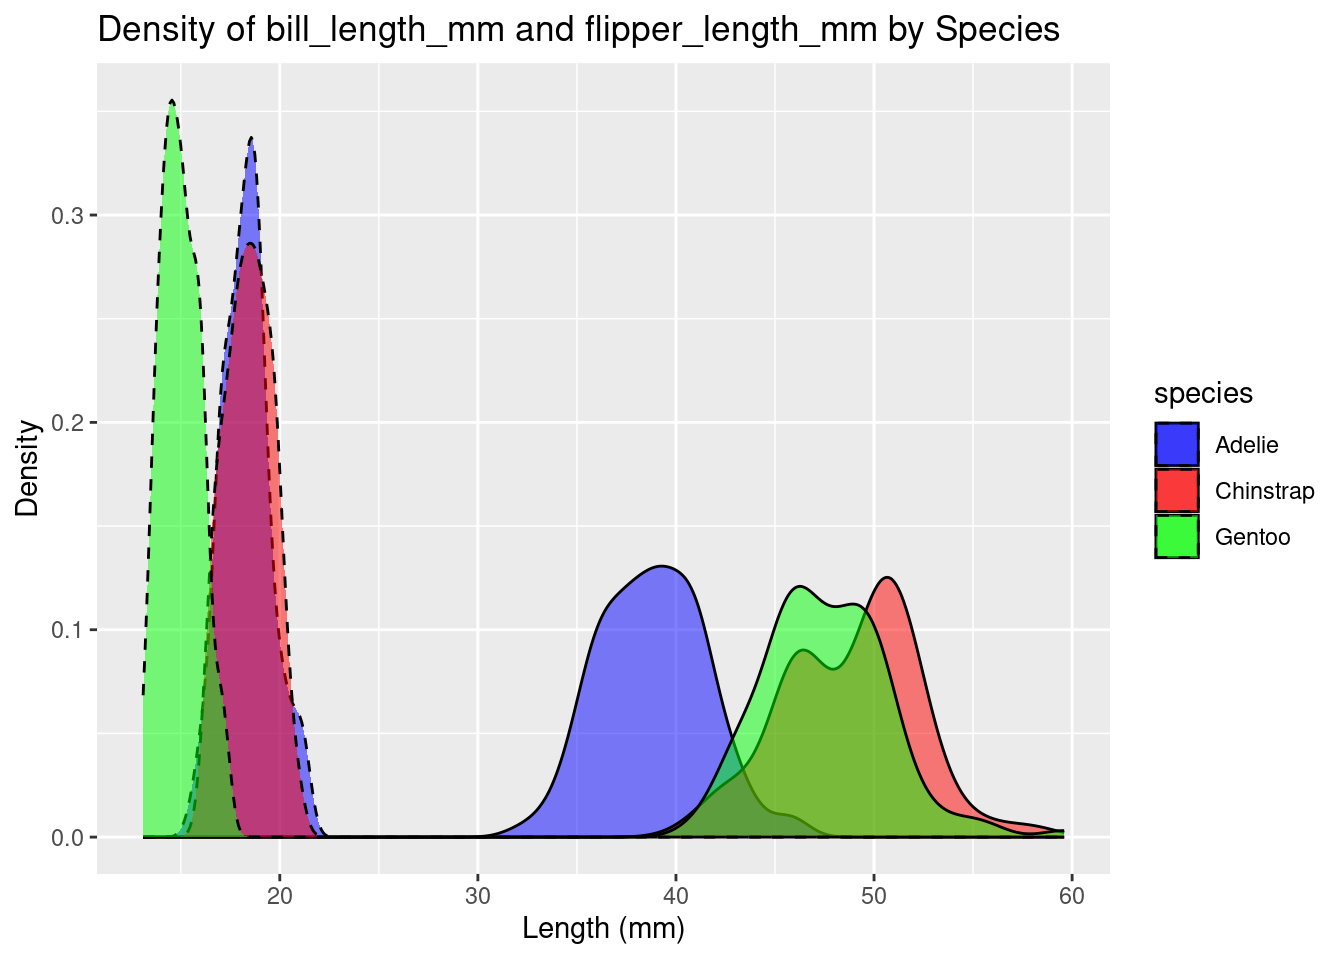 Density of bill_length_mm and flipper_length_mm by Species
0.3
0.2
0.1
0.0
Density
20 30 40 50 60
Length (mm)
species
Adelie
Chinstrap
Gentoo